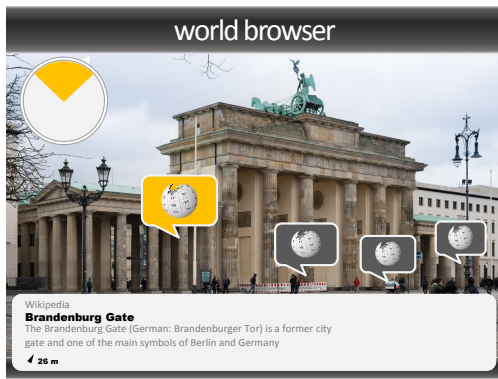 world browser
Wikipedia
Brandenburg Gate
The Brandenburg Gate (German: Brandenburger Tor) is a former city
gate and one of the main symbols of Berlin and Germany
26 m